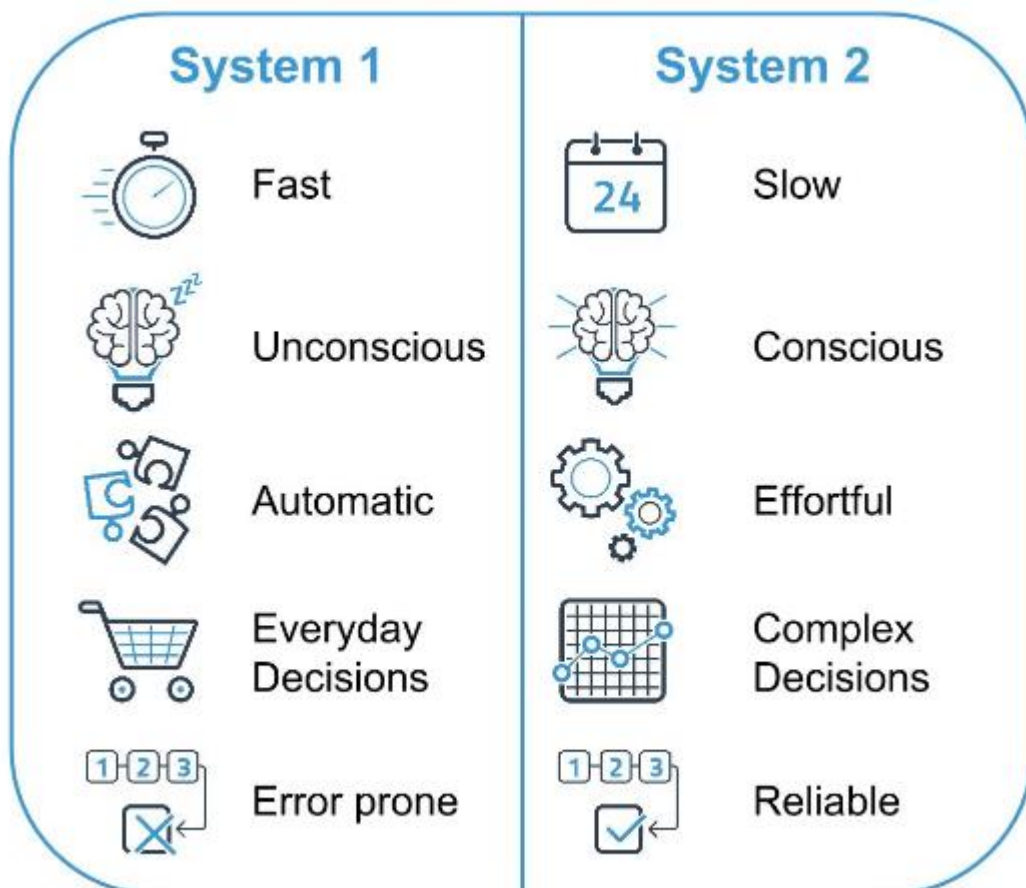 System 1
Fast
zzz
Unconscious
Automatic
Everyday
Decisions
1 2 3
Error prone
System 2
24
Slow
Conscious
Effortful
Complex
Decisions
1 2 3
Reliable